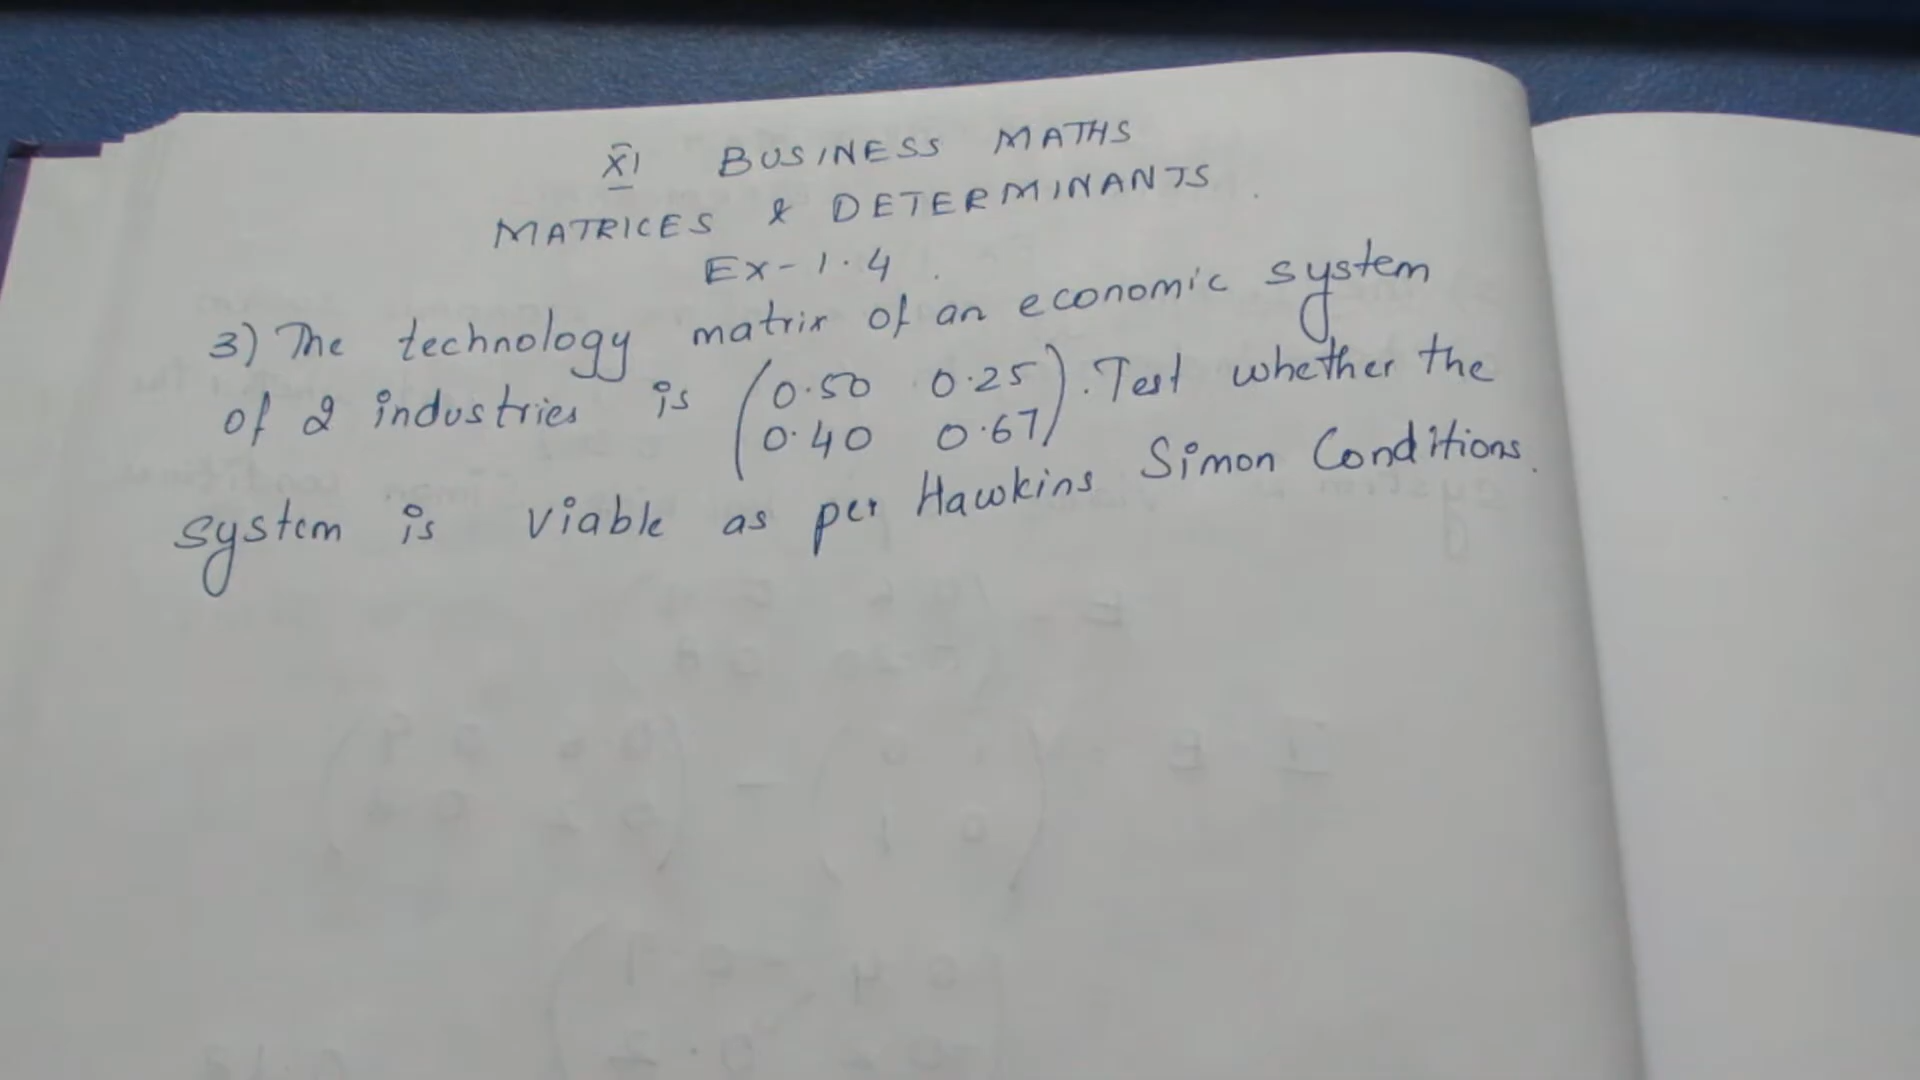 XI BUSINESS MATHS
MATRICES & DETERMINANTS.
Ex-1.4.
3) The technology matrix of an economic system
of 2 industries is (0.50 0.25). Test whether the
0.40 0.67
system is viable as per Hawkins Simon Conditions.